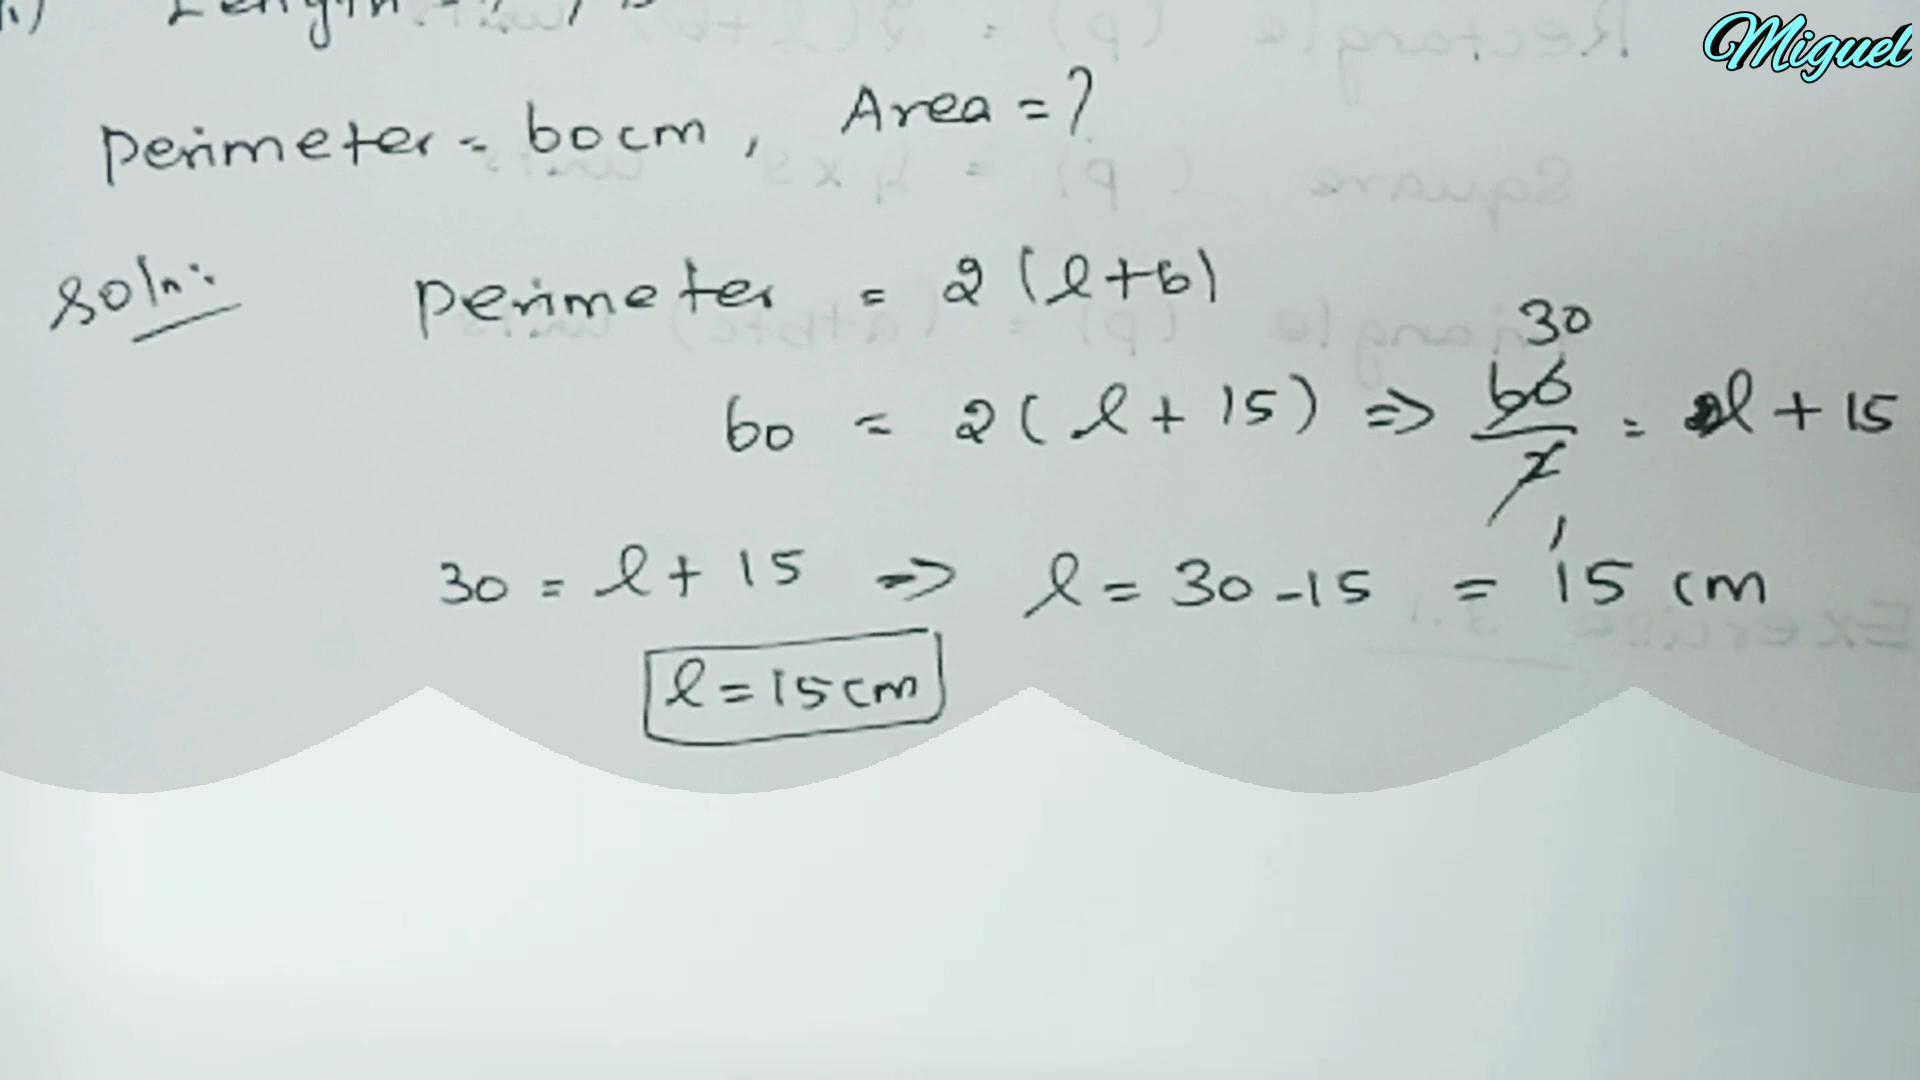 Miguel
Perimeter = 60cm, Area = ?
Soln:
Perimeter = 2(l+b)
60 = 2(l+15) => 60/2 = l+15
30
1
30 = l+15 => l = 30-15 = 15 cm
l = 15cm